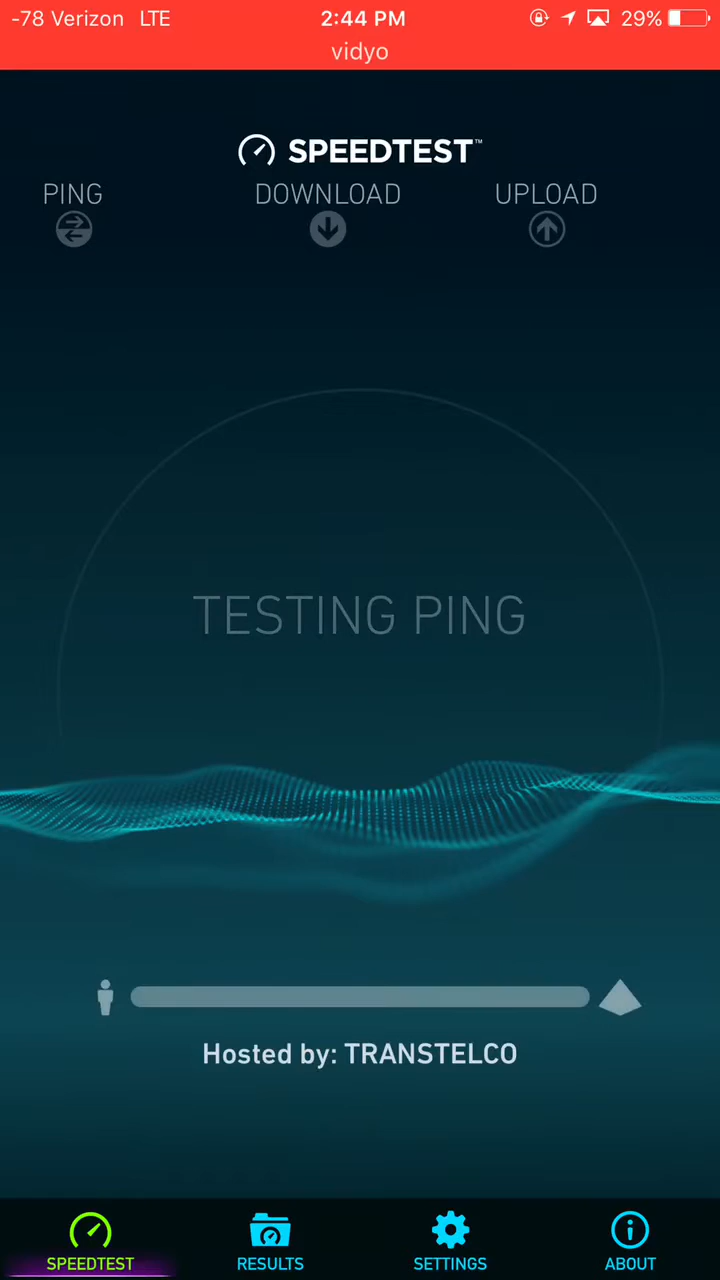 -78 Verizon LTE 2:44 PM 29%
vidyo
SPEEDTEST™
PING DOWNLOAD UPLOAD
TESTING PING
Hosted by: TRANSTELCO
SPEEDTEST RESULTS SETTINGS ABOUT